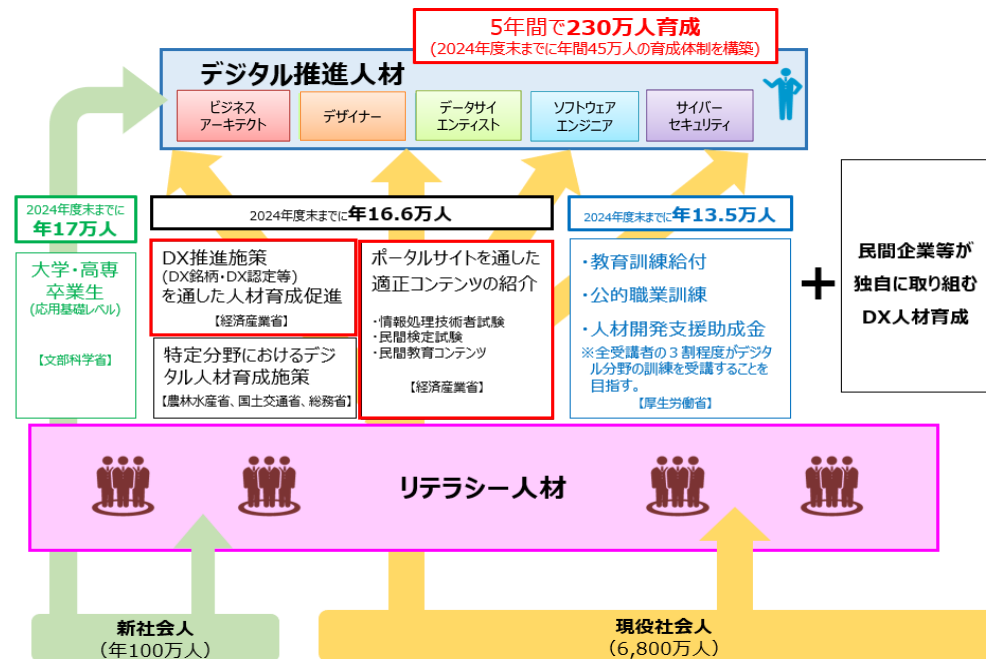 5年間で230万人育成
(2024年度末までに年間45万人の育成体制を構築)
デジタル推進人材
ビジネス
アーキテクト
デザイナー
データサイ
エンティスト
ソフトウェア
エンジニア
サイバー
セキュリティ
2024年度末までに
年17万人
大学・高専
卒業生
(応用基礎レベル)
【文部科学省】
2024年度末までに年16.6万人
DX推進施策
(DX銘柄・DX認定等)
を通した人材育成促進
【経済産業省】
特定分野におけるデジ
タル人材育成施策
【農林水産省、国土交通省、総務省】
ポータルサイトを通した
適正コンテンツの紹介
・情報処理技術者試験
・民間検定試験
・民間教育コンテンツ
【経済産業省】
2024年度末までに年13.5万人
・教育訓練給付
・公的職業訓練
・人材開発支援助成金
※全受講者の３割程度がデジタ
ル分野の訓練を受講することを
目指す。
【厚生労働省】
+
民間企業等が
独自に取り組む
DX人材育成
リテラシー人材
新社会人
（年100万人）
現役社会人
（6,800万人）